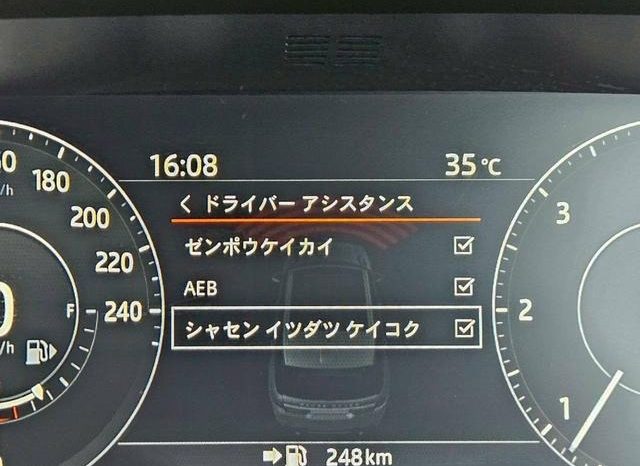 16:08 35℃
180
200
220
240
F
く ドライバー アシスタンス
ゼンポウケイカイ
AEB
シャセン イツダツ ケイコク
3
2
1
248km